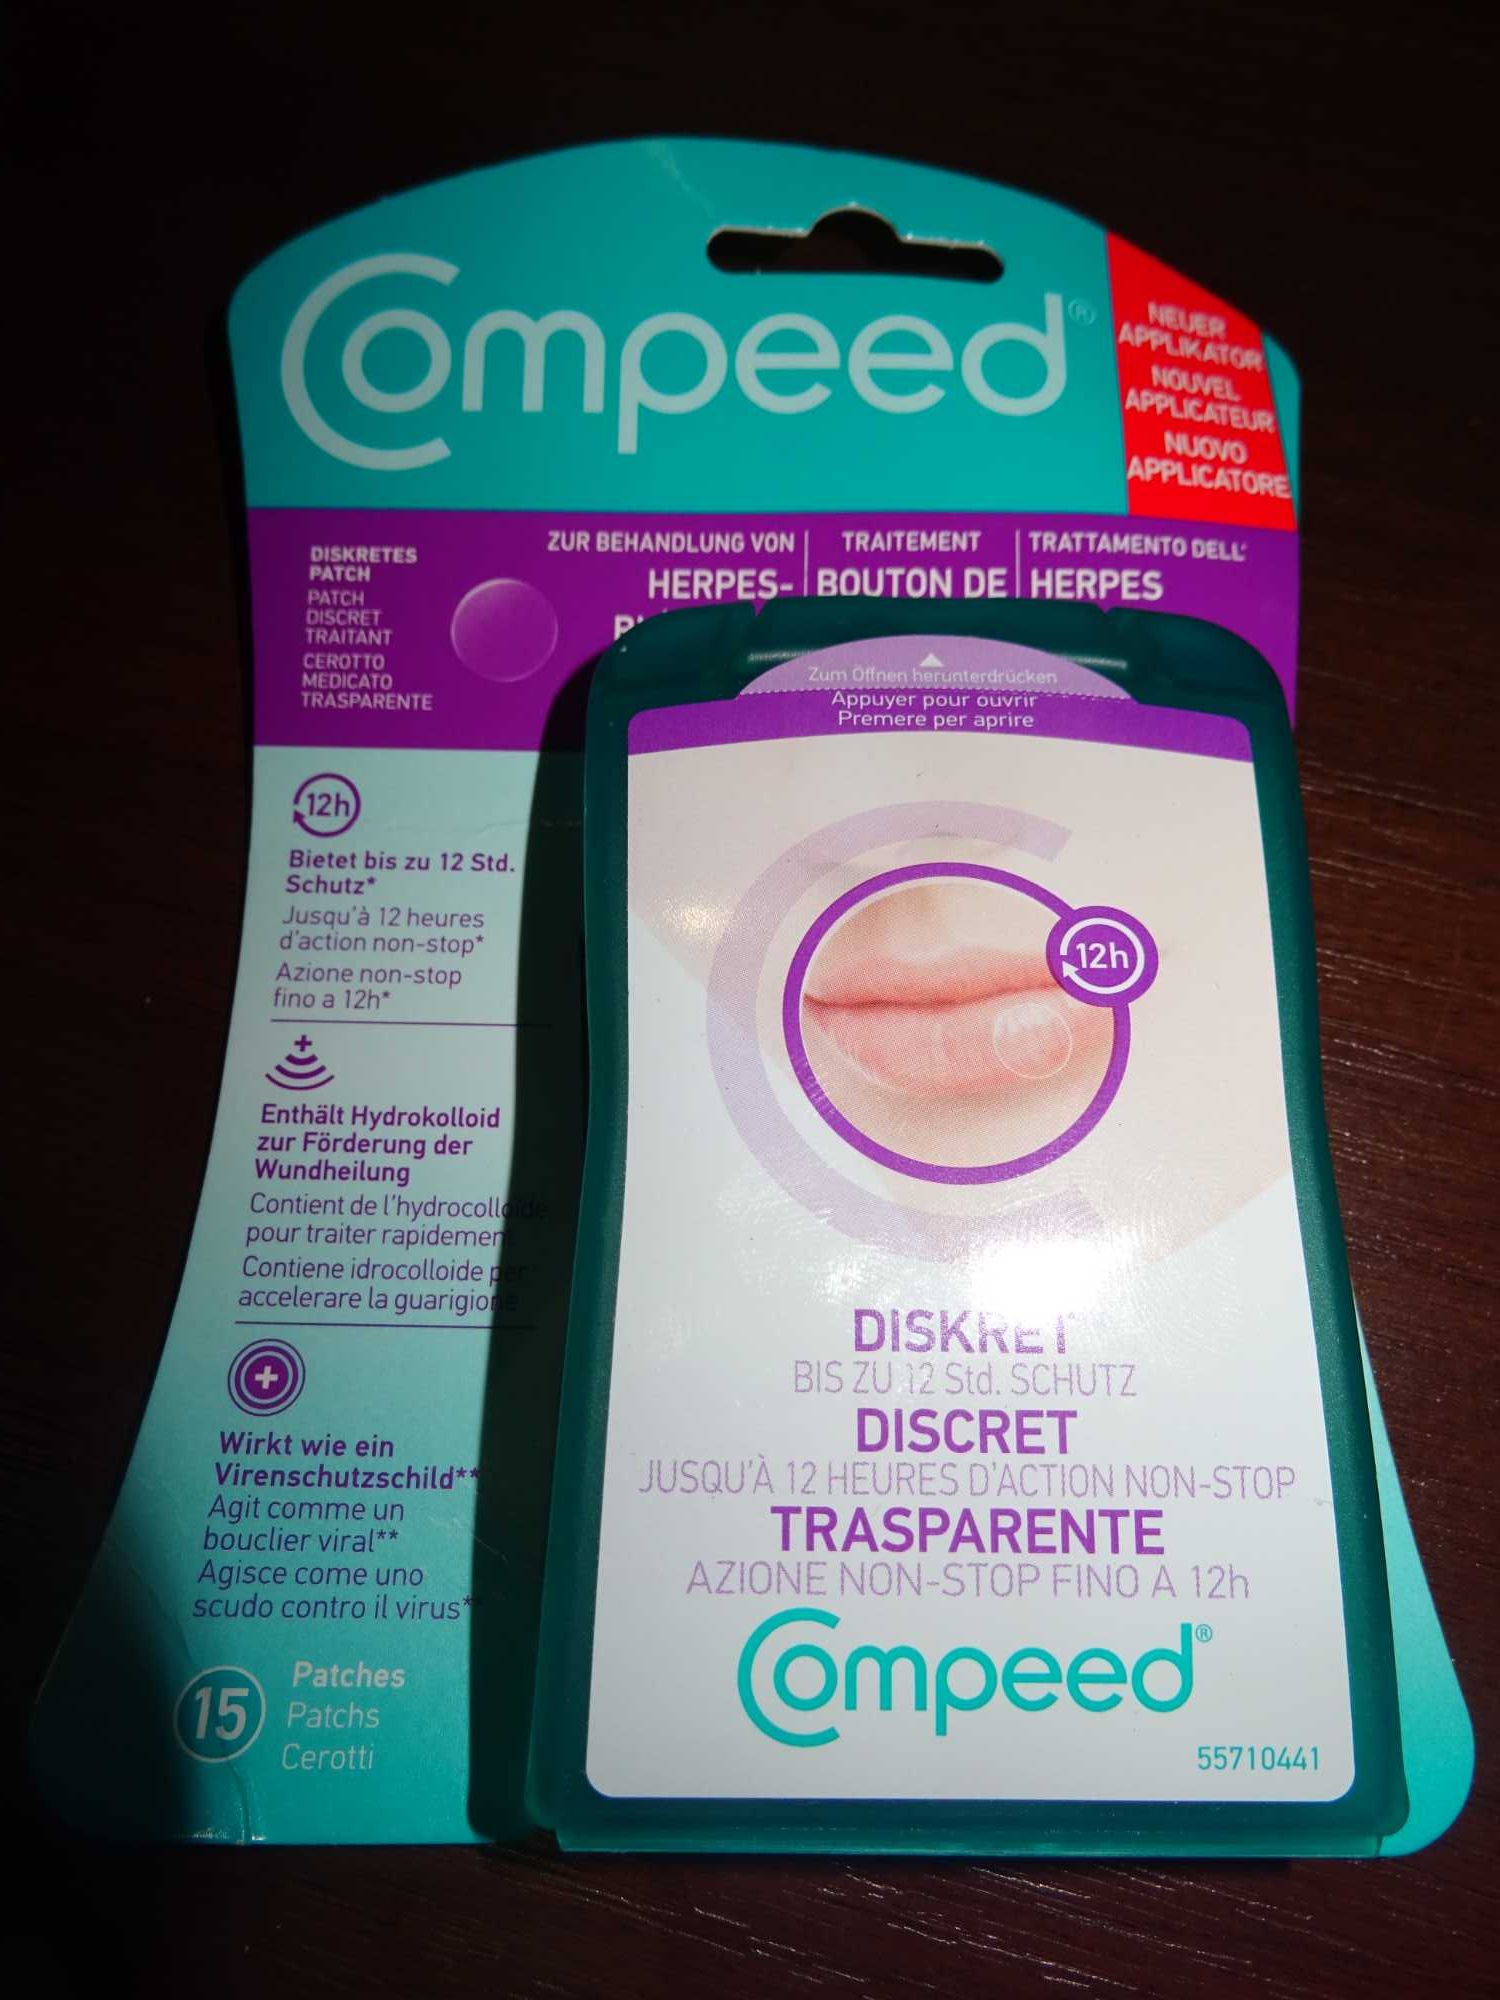 Compeed®
NEUER
APPLIKATOR
NOUVEL
APPLICATEUR
NUOVO
APPLICATORE
DISKRETES
PATCH
PATCH
DISCRET
TRAITANT
CEROTTO
MEDICATO
TRASPARENTE
ZUR BEHANDLUNG VON
HERPES-
TRAITEMENT
BOUTON DE
TRATTAMENTO DELL'
HERPES
12h
Bietet bis zu 12 Std.
Schutz*
Jusqu'à 12 heures
d'action non-stop*
Azione non-stop
fino a 12h*
Enthält Hydrokolloid
zur Förderung der
Wundheilung
Contient de l'hydrocolloïde
pour traiter rapidement
Contiene idrocolloide per
accelerare la guarigione
Wirkt wie ein
Virenschutzschild**
Agit comme un
bouclier viral**
Agisce come uno
scudo contro il virus**
15
Patches
Patchs
Cerotti
Zum Öffnen herunterdrücken
Appuyer pour ouvrir
Premere per aprire
12h
DISKRET
BIS ZU 12 Std. SCHUTZ
DISCRET
JUSQU'À 12 HEURES D'ACTION NON-STOP
TRASPARENTE
AZIONE NON-STOP FINO A 12h
Compeed®
55710441